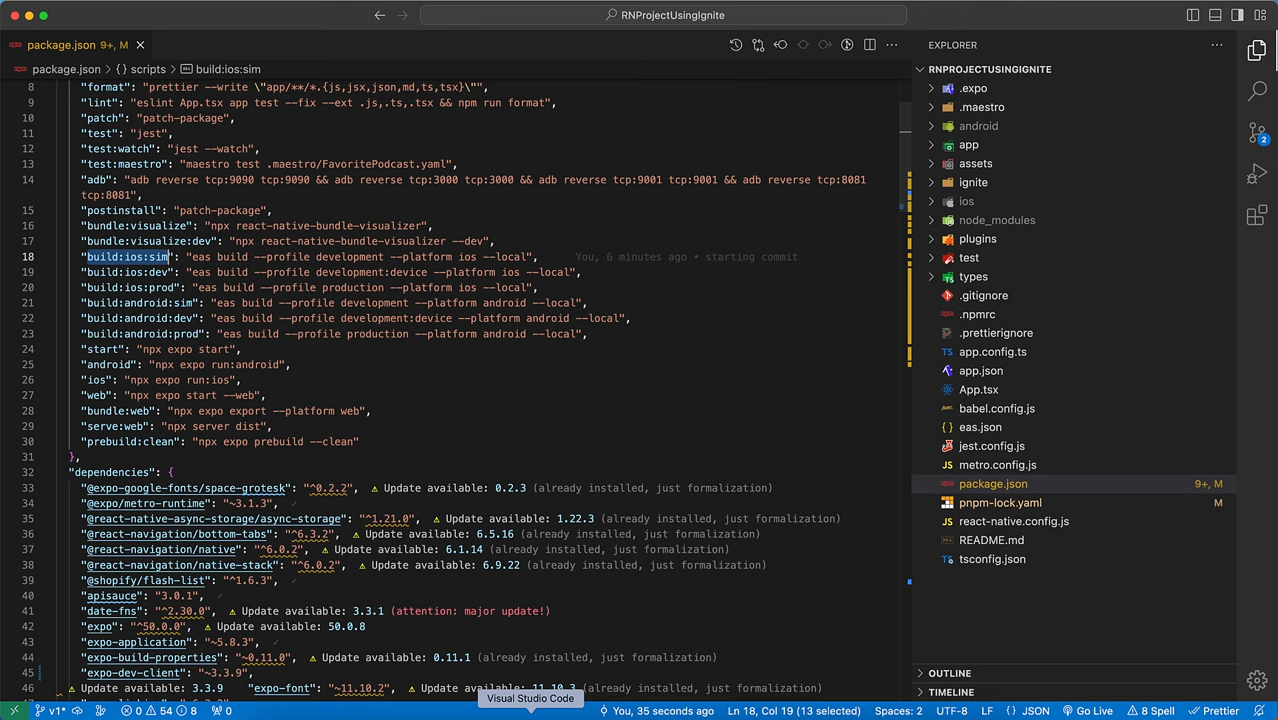 RNProjectUsingIgnite
package.json 9+, M
package.json > {} scripts > build:ios:sim
8 "format": "prettier --write \"app/**/*.{js,jsx,json,md,ts,tsx}\"",
9 "lint": "eslint App.tsx app test --fix --ext .js,.ts,.tsx && npm run format",
10 "patch": "patch-package",
11 "test": "jest",
12 "test:watch": "jest --watch",
13 "test:maestro": "maestro test .maestro/FavoritePodcast.yaml",
14 "adb": "adb reverse tcp:9090 tcp:9090 && adb reverse tcp:3000 tcp:3000 && adb reverse tcp:9001 tcp:9001 && adb reverse tcp:8081
tcp:8081",
15 "postinstall": "patch-package",
16 "bundle:visualize": "npx react-native-bundle-visualizer",
17 "bundle:visualize:dev": "npx react-native-bundle-visualizer --dev",
18 "build:ios:sim": "eas build --profile development --platform ios --local", You, 6 minutes ago • starting commit
19 "build:ios:dev": "eas build --profile development:device --platform ios --local",
20 "build:ios:prod": "eas build --profile production --platform ios --local",
21 "build:android:sim": "eas build --profile development --platform android --local",
22 "build:android:dev": "eas build --profile development:device --platform android --local",
23 "build:android:prod": "eas build --profile production --platform android --local",
24 "start": "npx expo start",
25 "android": "npx expo run:android",
26 "ios": "npx expo run:ios",
27 "web": "npx expo start --web",
28 "bundle:web": "npx expo export --platform web",
29 "serve:web": "npx server dist",
30 "prebuild:clean": "npx expo prebuild --clean"
31 },
32 "dependencies": {
33 "@expo-google-fonts/space-grotesk": "^0.2.2", ⚠ Update available: 0.2.3 (already installed, just formalization)
34 "@expo/metro-runtime": "~3.1.3", ✓
35 "@react-native-async-storage/async-storage": "^1.21.0", ⚠ Update available: 1.22.3 (already installed, just formalization)
36 "@react-navigation/bottom-tabs": "^6.3.2", ⚠ Update available: 6.5.16 (already installed, just formalization)
37 "@react-navigation/native": "^6.0.2", ⚠ Update available: 6.1.14 (already installed, just formalization)
38 "@react-navigation/native-stack": "^6.0.2", ⚠ Update available: 6.9.22 (already installed, just formalization)
39 "@shopify/flash-list": "^1.6.3", ✓
40 "apisauce": "3.0.1", ✓
41 "date-fns": "^2.30.0", ⚠ Update available: 3.3.1 (attention: major update!)
42 "expo": "^50.0.0", ⚠ Update available: 50.0.8
43 "expo-application": "~5.8.3", ✓
44 "expo-build-properties": "~0.11.0", ⚠ Update available: 0.11.1 (already installed, just formalization)
45 "expo-dev-client": "~3.3.9",
46 ⚠ Update available: 3.3.9 "expo-font": "~11.10.2", ⚠ Update available: 11.10.3 (already installed, just formalization)
Visual Studio Code
EXPLORER
RNPROJECTUSINGIGNITE
.expo
.maestro
android
app
assets
ignite
ios
node_modules
plugins
test
types
.gitignore
.npmrc
.prettierignore
app.config.ts
app.json
App.tsx
babel.config.js
eas.json
jest.config.js
metro.config.js
package.json 9+, M
pnpm-lock.yaml M
react-native.config.js
README.md
tsconfig.json
OUTLINE
TIMELINE
2
v1* 0 54 8 0 You, 35 seconds ago Ln 18, Col 19 (13 selected) Spaces: 2 UTF-8 LF {} JSON Go Live 8 Spell Prettier